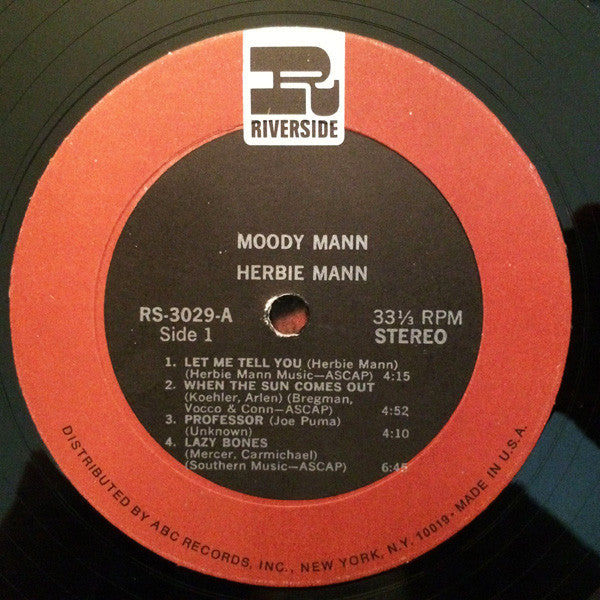 R
RIVERSIDE
MOODY MANN
HERBIE MANN
RS-3029-A
Side 1
33⅓ RPM
STEREO
1. LET ME TELL YOU (Herbie Mann)
(Herbie Mann Music—ASCAP) 4:15
2. WHEN THE SUN COMES OUT
(Koehler, Arlen) (Bregman,
Vocco & Conn—ASCAP) 4:52
3. PROFESSOR (Joe Puma)
(Unknown) 4:10
4. LAZY BONES
(Mercer, Carmichael)
(Southern Music—ASCAP) 6:45
DISTRIBUTED BY ABC RECORDS, INC., NEW YORK, N.Y. 10019 • MADE IN U.S.A.